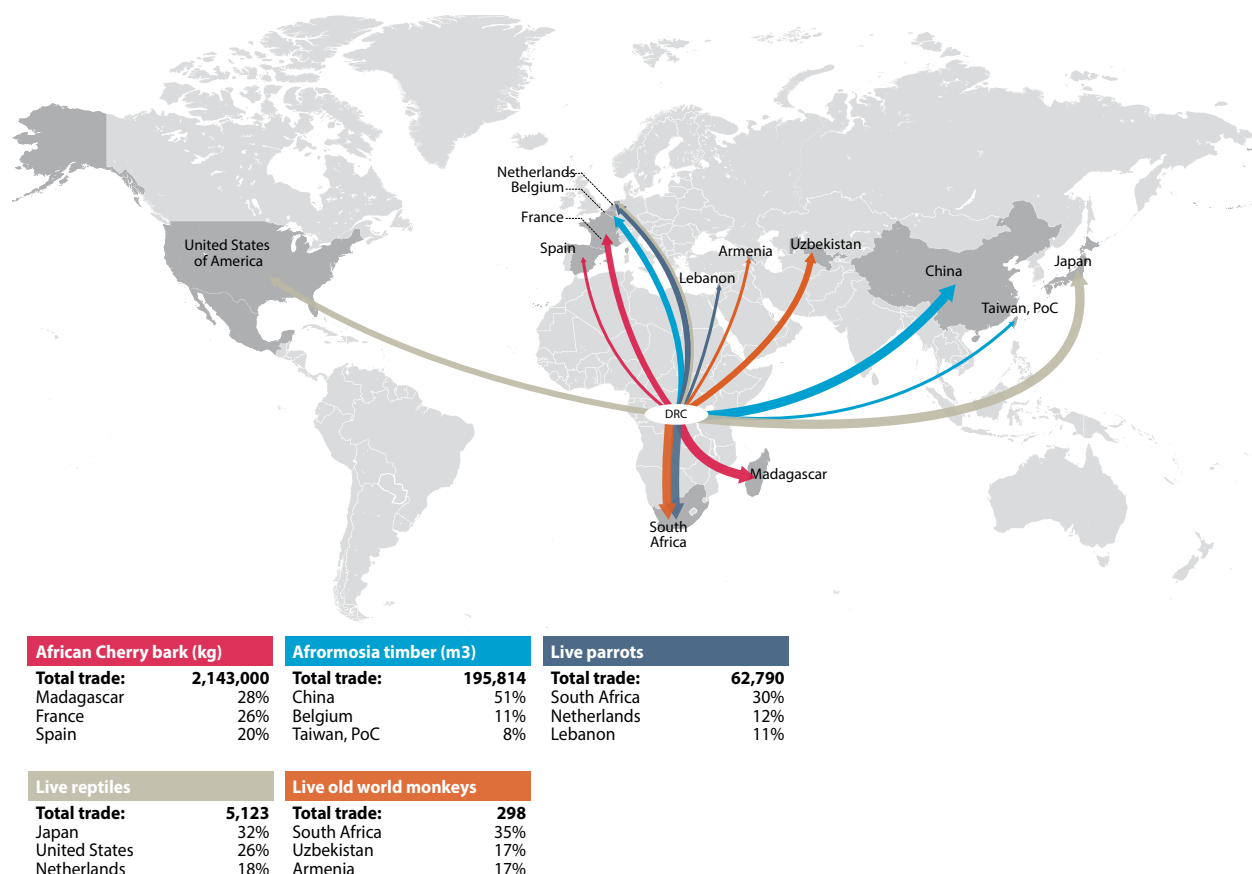 Netherlands
Belgium
France
Spain
Armenia
Uzbekistan
Lebanon
United States
of America
China
Japan
Taiwan, PoC
DRC
Madagascar
South
Africa
African Cherry bark (kg)
Total trade: 2,143,000
Madagascar 28%
France 26%
Spain 20%
Afrormosia timber (m3)
Total trade: 195,814
China 51%
Belgium 11%
Taiwan, PoC 8%
Live parrots
Total trade: 62,790
South Africa 30%
Netherlands 12%
Lebanon 11%
Live reptiles
Total trade: 5,123
Japan 32%
United States 26%
Netherlands 18%
Live old world monkeys
Total trade: 298
South Africa 35%
Uzbekistan 17%
Armenia 17%